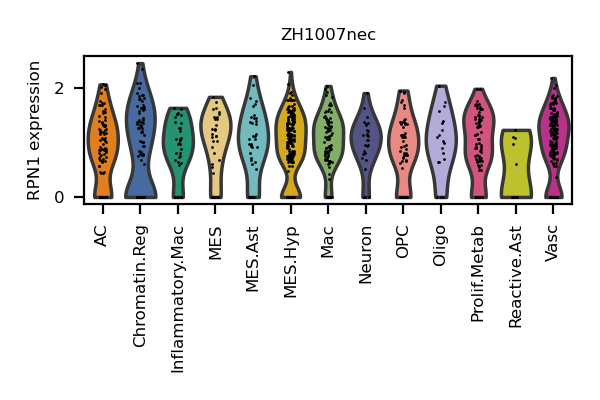 ZH1007nec
RPN1 expression
2
0
AC
Chromatin.Reg
Inflammatory.Mac
MES
MES.Ast
MES.Hyp
Mac
Neuron
OPC
Oligo
Prolif.Metab
Reactive.Ast
Vasc